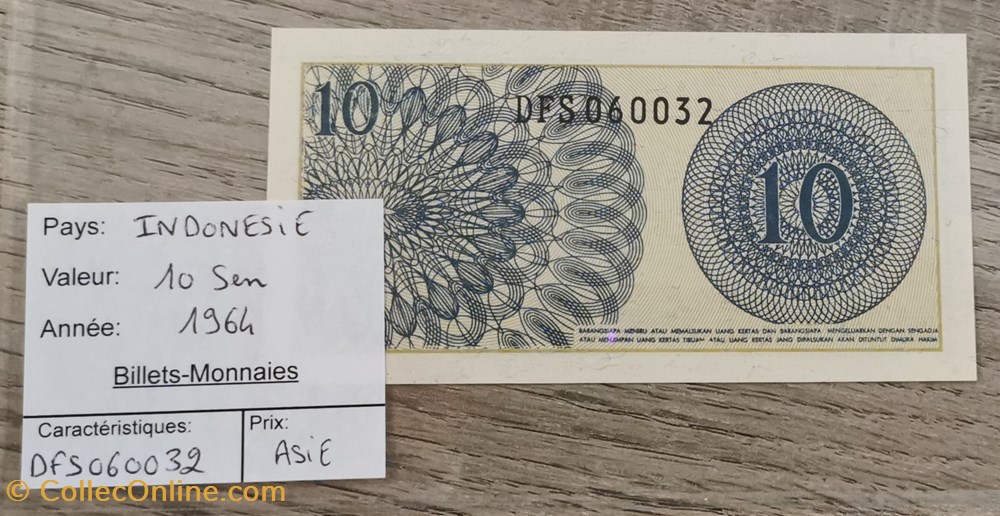 10
DFS060032
10
BARANGSIAPA MENIRU ATAU MEMALSUKAN UANG KERTAS DAN BARANGSIAPA MENGELUARKAN DENGAN SENGADJA
ATAU MENJIMPAN UANG KERTAS TIRUAN ATAU UANG KERTAS JANG DIPALSUKAN AKAN DITUNTUT DIMUKA HAKIM
Pays: INDONESIE
Valeur: 10 Sen
Année: 1964
Billets-Monnaies
Caractéristiques:
DFS060032
Prix:
ASIE
© CollecOnline.com